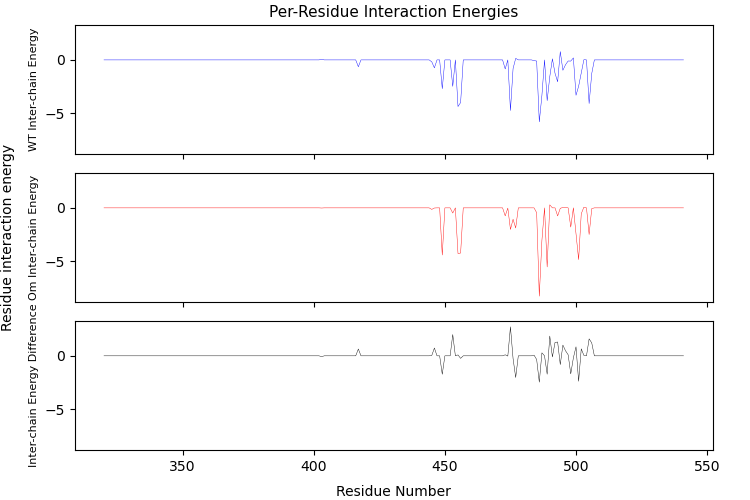 Per-Residue Interaction Energies
Residue interaction energy
WT Inter-chain Energy
0
−5
Om Inter-chain Energy
0
−5
Inter-chain Energy Difference
0
−5
350
400
450
500
550
Residue Number